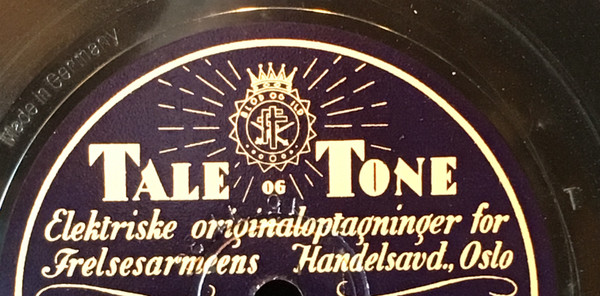 Made in Germany
BLOD OG ILD
TALE OG TONE
Elektriske originaloptagninger for
Frelsesarmeens Handelsavd., Oslo
T